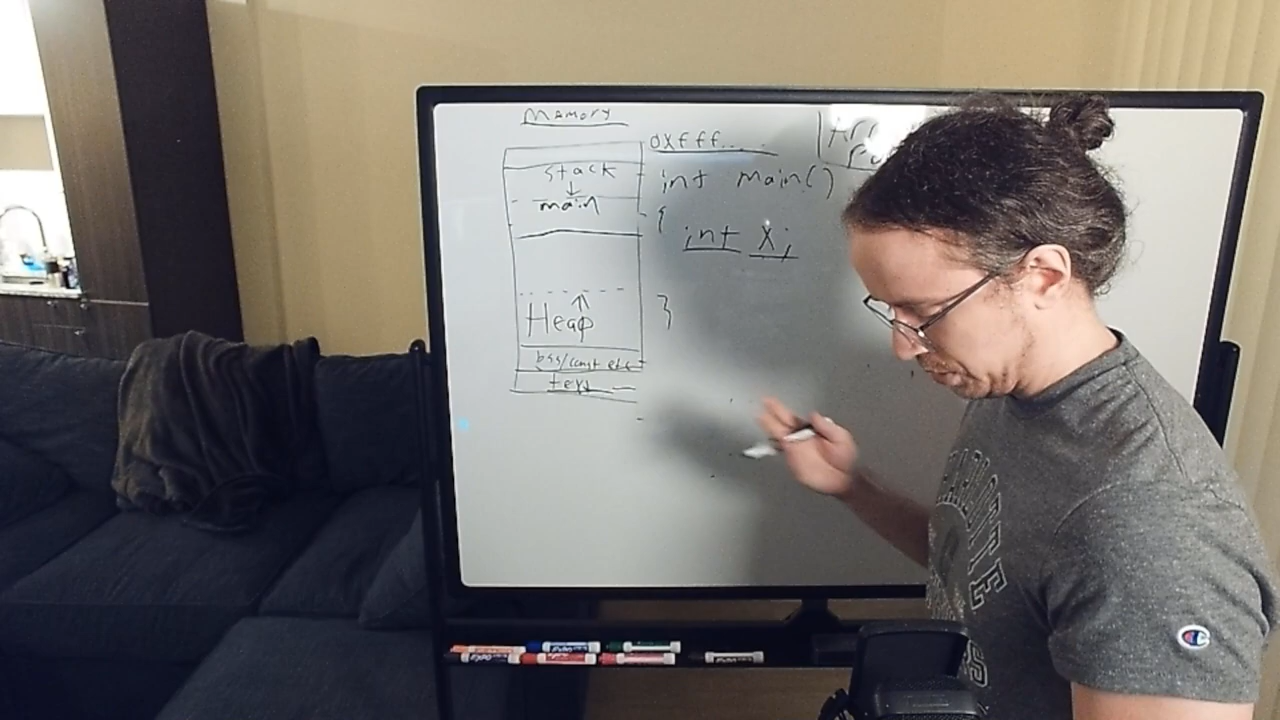 Memory
0xfff....
stack
↓
main
int main()
{
int x;
}
↑
Heap
bss/const etc
text